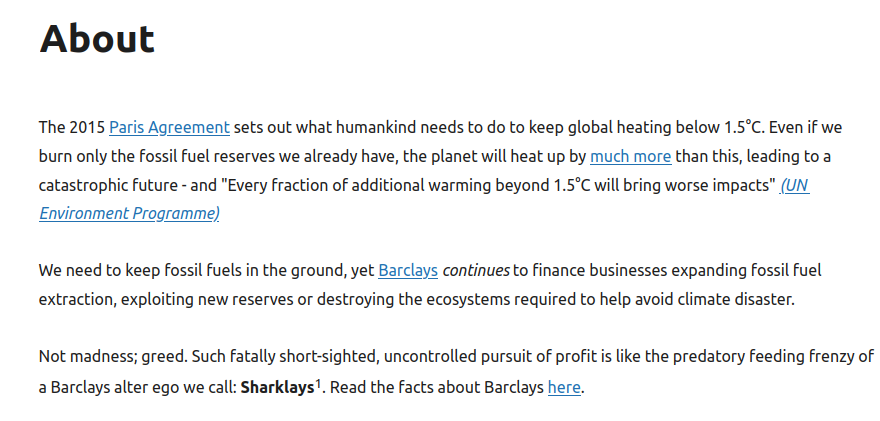 About
The 2015 Paris Agreement sets out what humankind needs to do to keep global heating below 1.5°C. Even if we
burn only the fossil fuel reserves we already have, the planet will heat up by much more than this, leading to a
catastrophic future - and "Every fraction of additional warming beyond 1.5°C will bring worse impacts" (UN
Environment Programme)
We need to keep fossil fuels in the ground, yet Barclays continues to finance businesses expanding fossil fuel
extraction, exploiting new reserves or destroying the ecosystems required to help avoid climate disaster.
Not madness; greed. Such fatally short-sighted, uncontrolled pursuit of profit is like the predatory feeding frenzy of
a Barclays alter ego we call: Sharklays¹. Read the facts about Barclays here.